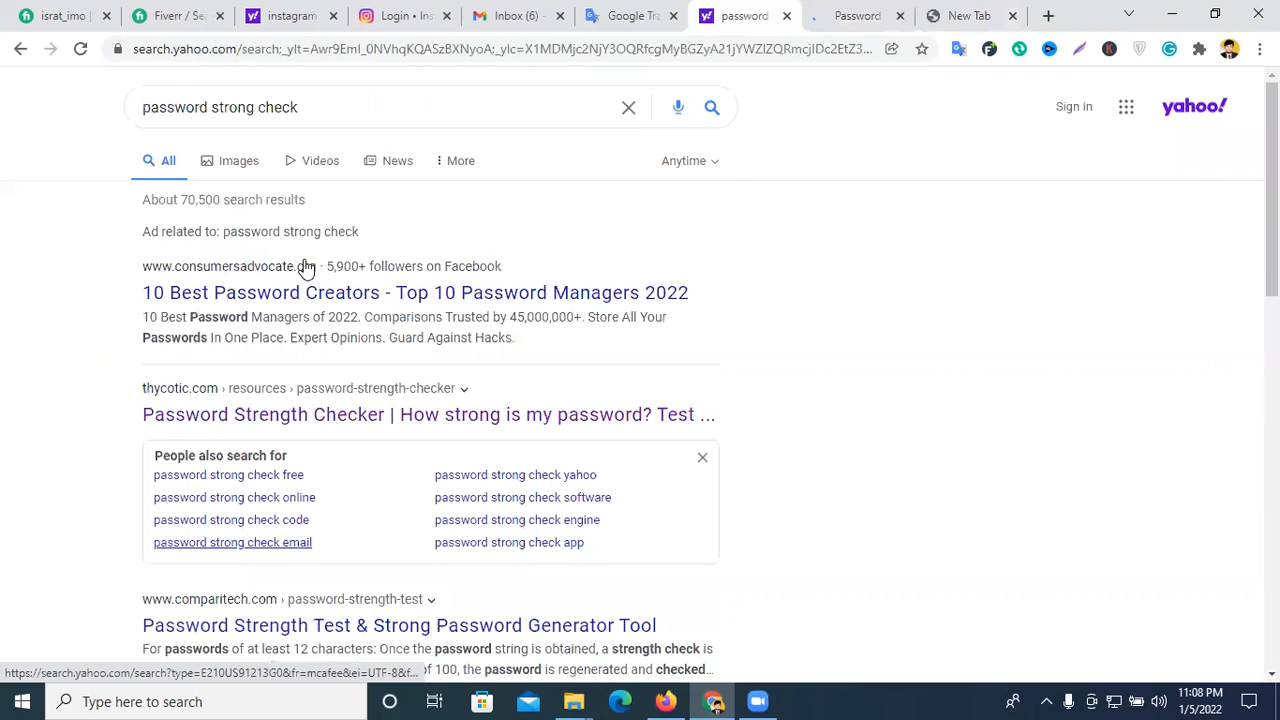 israt_imo (
Fiverr / Se
instagram
Login • Ins
Inbox (6) -
Google Tra
password
Password
New Tab
search.yahoo.com/search;_ylt=
password strong check
Sign in
yahoo!
All
Images
Videos
News
More
Anytime
About 70,500 search results
Ad related to: password strong check
www.consumersadvocate. · 5,900+ followers on Facebook
10 Best Password Creators - Top 10 Password Managers 2022
10 Best Password Managers of 2022. Comparisons Trusted by 45,000,000+. Store All Your
Passwords In One Place. Expert Opinions. Guard Against Hacks.
thycotic.com › resources › password-strength-checker
Password Strength Checker | How strong is my password? Test ...
People also search for
password strong check free
password strong check yahoo
password strong check online
password strong check software
password strong check code
password strong check engine
password strong check email
password strong check app
www.comparitech.com › password-strength-test
Password Strength Test & Strong Password Generator Tool
For passwords of at least 12 characters: Once the password string is obtained, a strength check is
of 100, the password is regenerated and checked...
https://search.yahoo.com/search?type=E210US91213G0&fr=mcafee&ei=UTF-8&f...
Type here to search
11:08 PM
1/5/2022